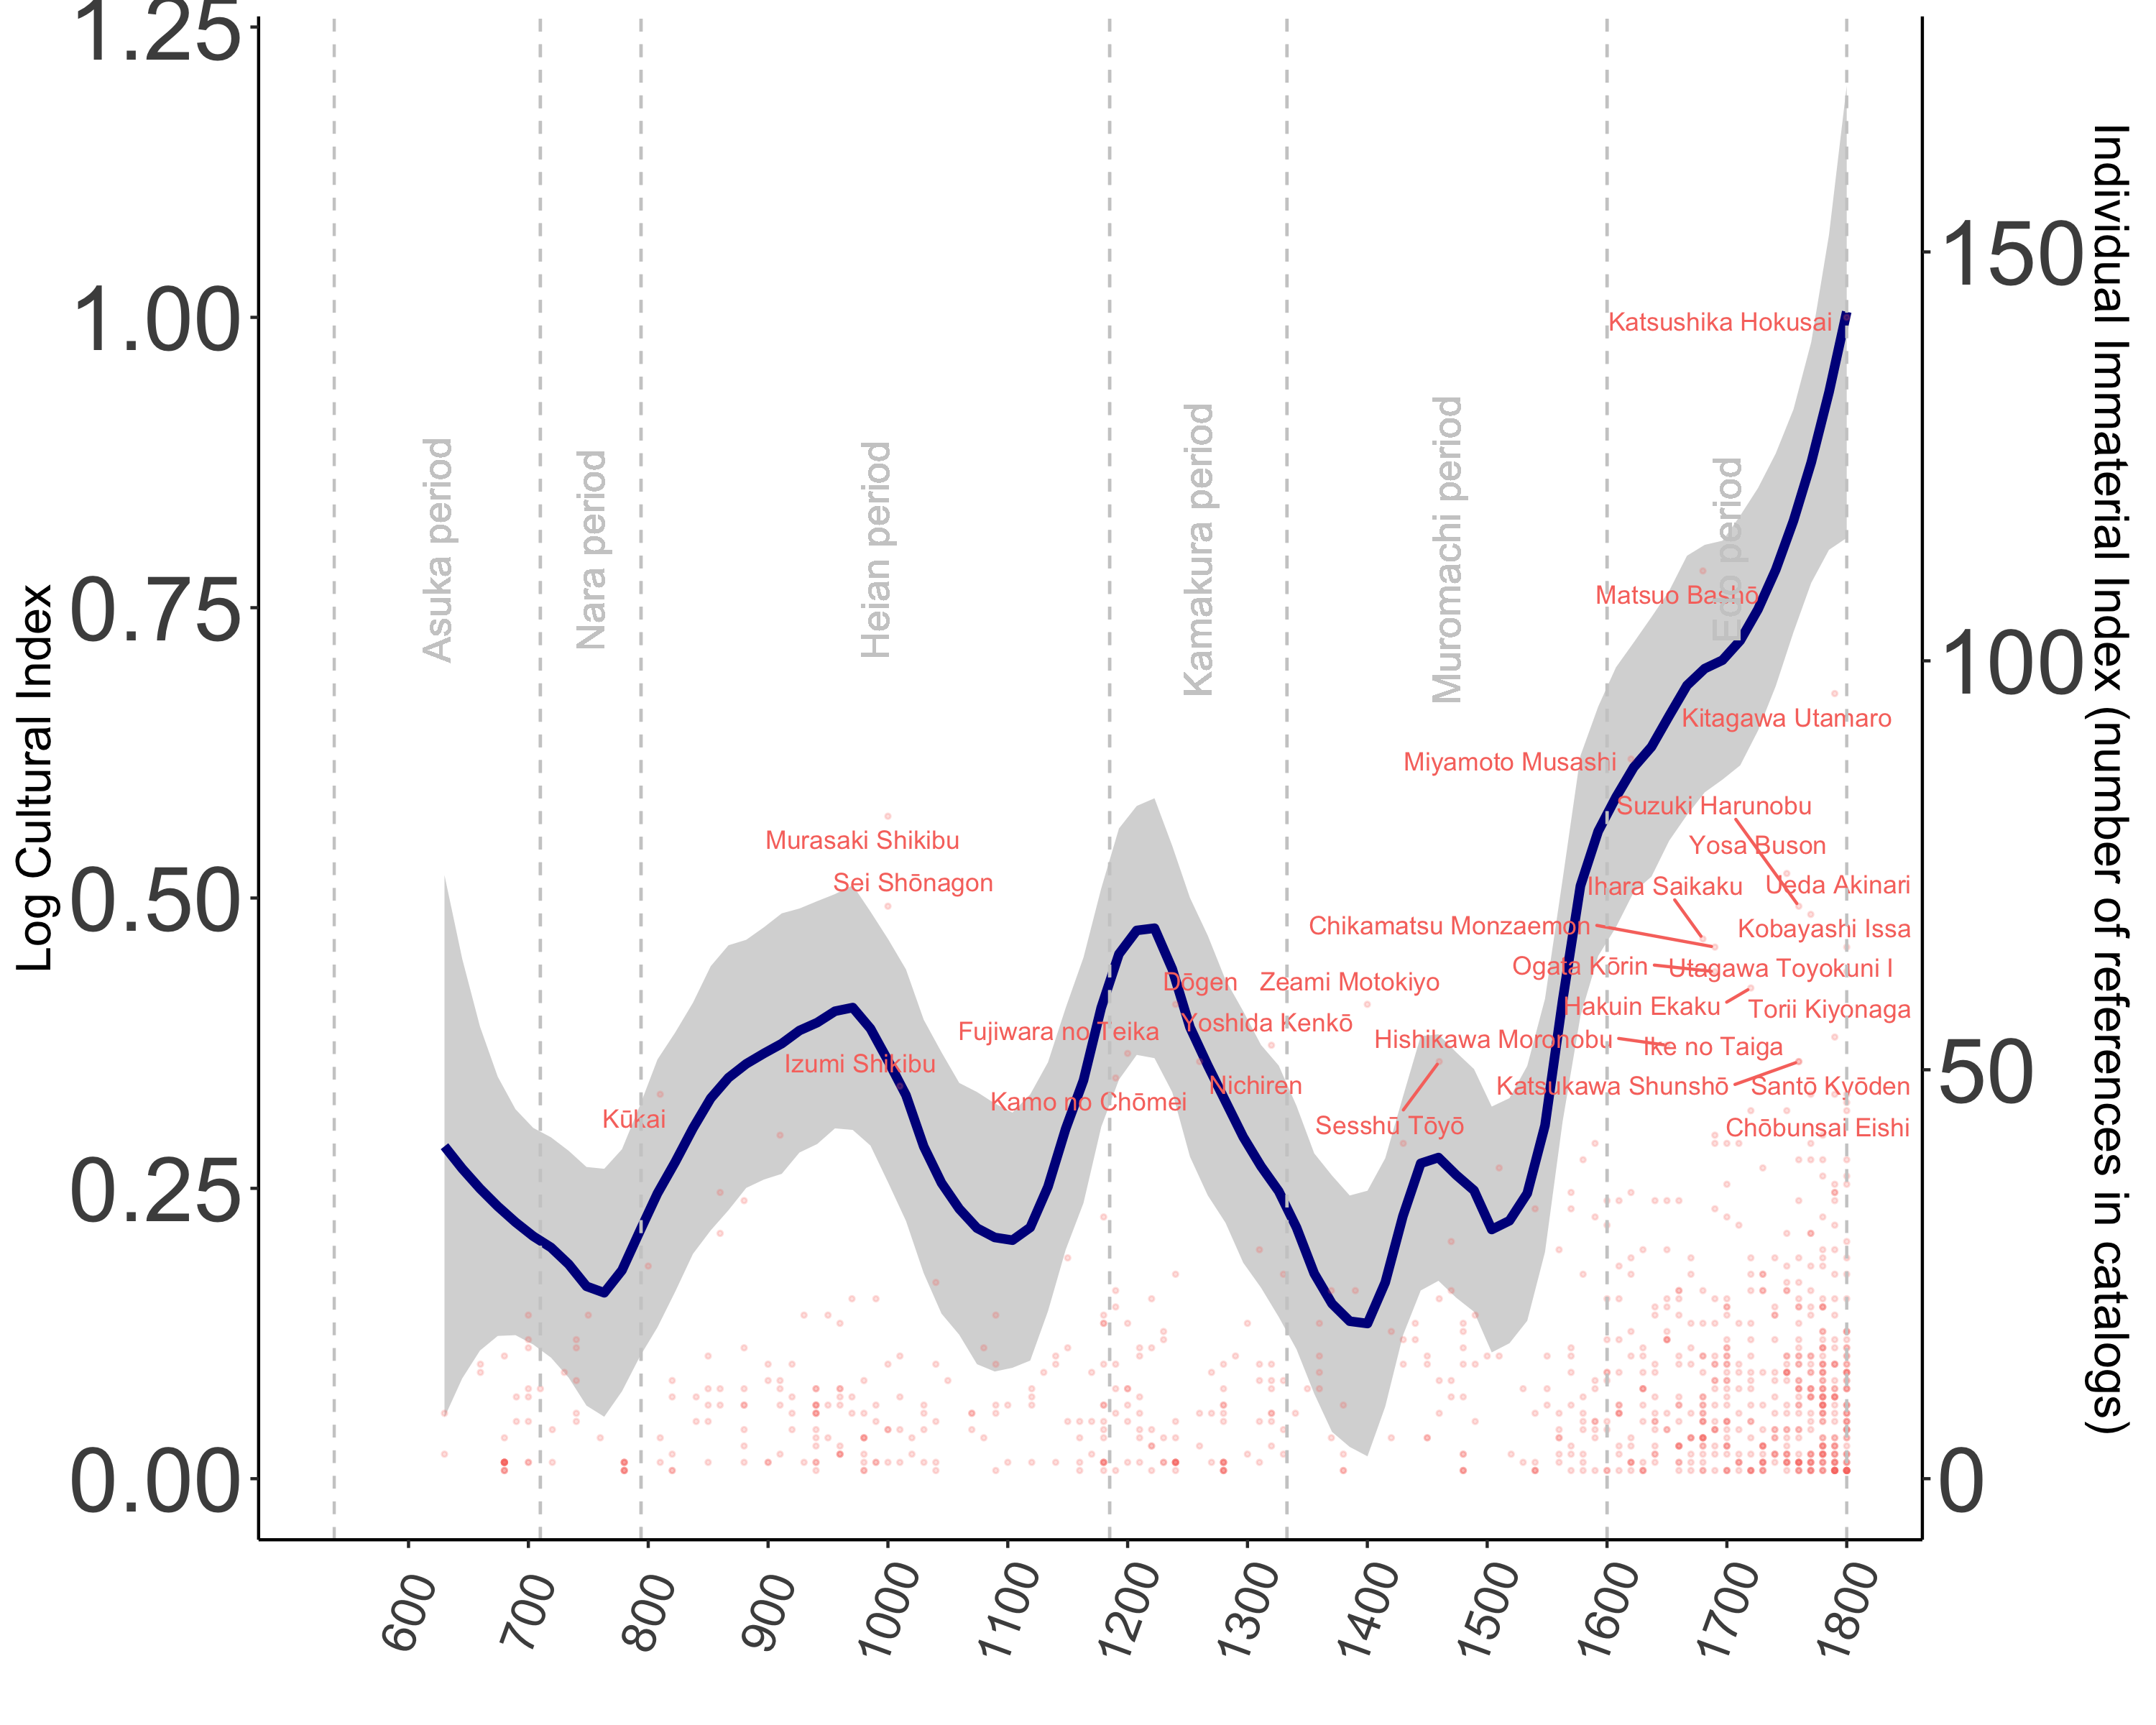 1.25
1.00
0.75
0.50
0.25
0.00
Log Cultural Index
Asuka period
Nara period
Heian period
Kamakura period
Muromachi period
Edo period
Katsushika Hokusai
Matsuo Bashō
Kitagawa Utamaro
Miyamoto Musashi
Suzuki Harunobu
Murasaki Shikibu
Yosa Buson
Sei Shōnagon
Ihara Saikaku
Ueda Akinari
Chikamatsu Monzaemon
Kobayashi Issa
Ogata Kōrin
Utagawa Toyokuni I
Dōgen
Zeami Motokiyo
Hakuin Ekaku
Torii Kiyonaga
Fujiwara no Teika
Yoshida Kenkō
Hishikawa Moronobu
Ike no Taiga
Izumi Shikibu
Nichiren
Katsukawa Shunshō
Santō Kyōden
Kamo no Chōmei
Kūkai
Sesshū Tōyō
Chōbunsai Eishi
150
100
50
0
Individual Immaterial Index (number of references in catalogs)
600
700
800
900
1000
1100
1200
1300
1400
1500
1600
1700
1800